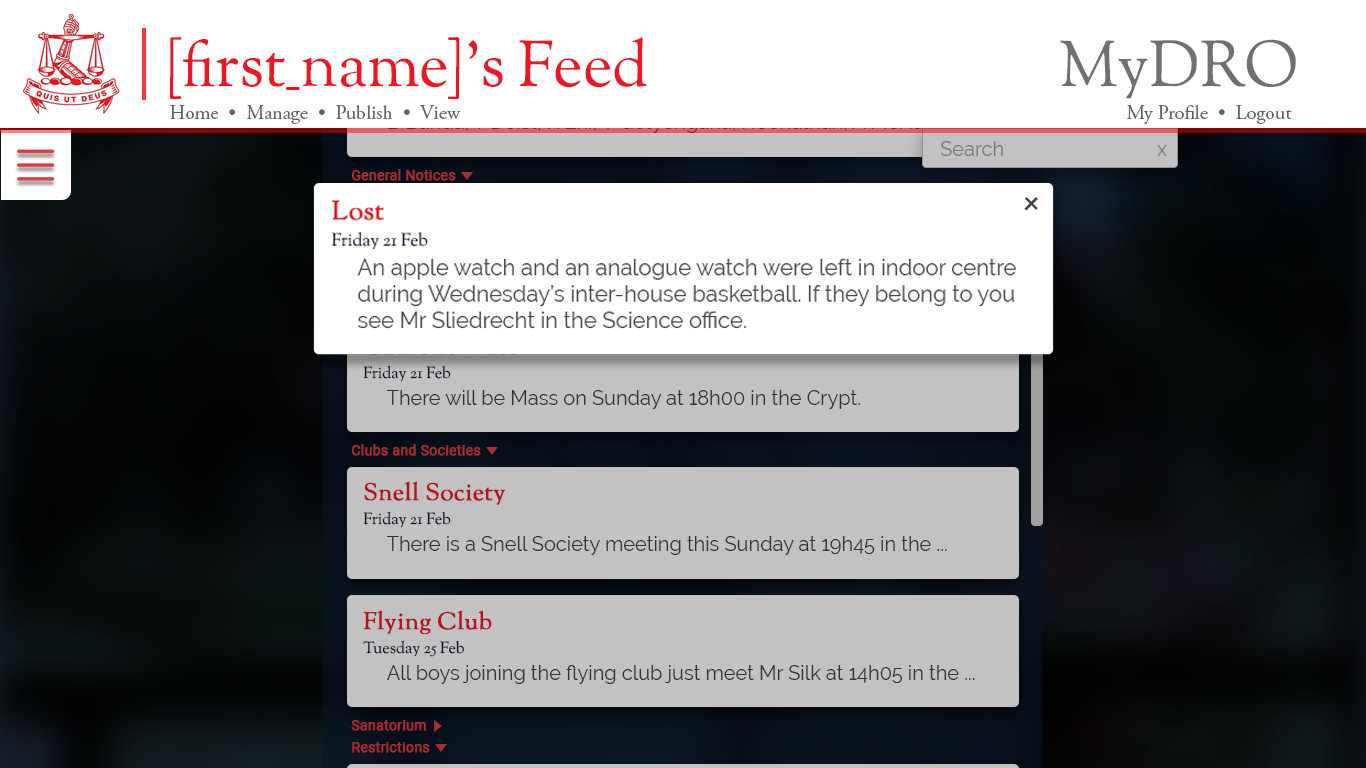 [first_name]’s Feed
MyDRO
Home • Manage • Publish • View
My Profile • Logout
QUIS UT DEUS
Search x
General Notices
Lost
Friday 21 Feb
An apple watch and an analogue watch were left in indoor centre
during Wednesday’s inter-house basketball. If they belong to you
see Mr Sliedrecht in the Science office.
Friday 21 Feb
There will be Mass on Sunday at 18h00 in the Crypt.
Clubs and Societies
Snell Society
Friday 21 Feb
There is a Snell Society meeting this Sunday at 19h45 in the ...
Flying Club
Tuesday 25 Feb
All boys joining the flying club just meet Mr Silk at 14h05 in the ...
Sanatorium
Restrictions